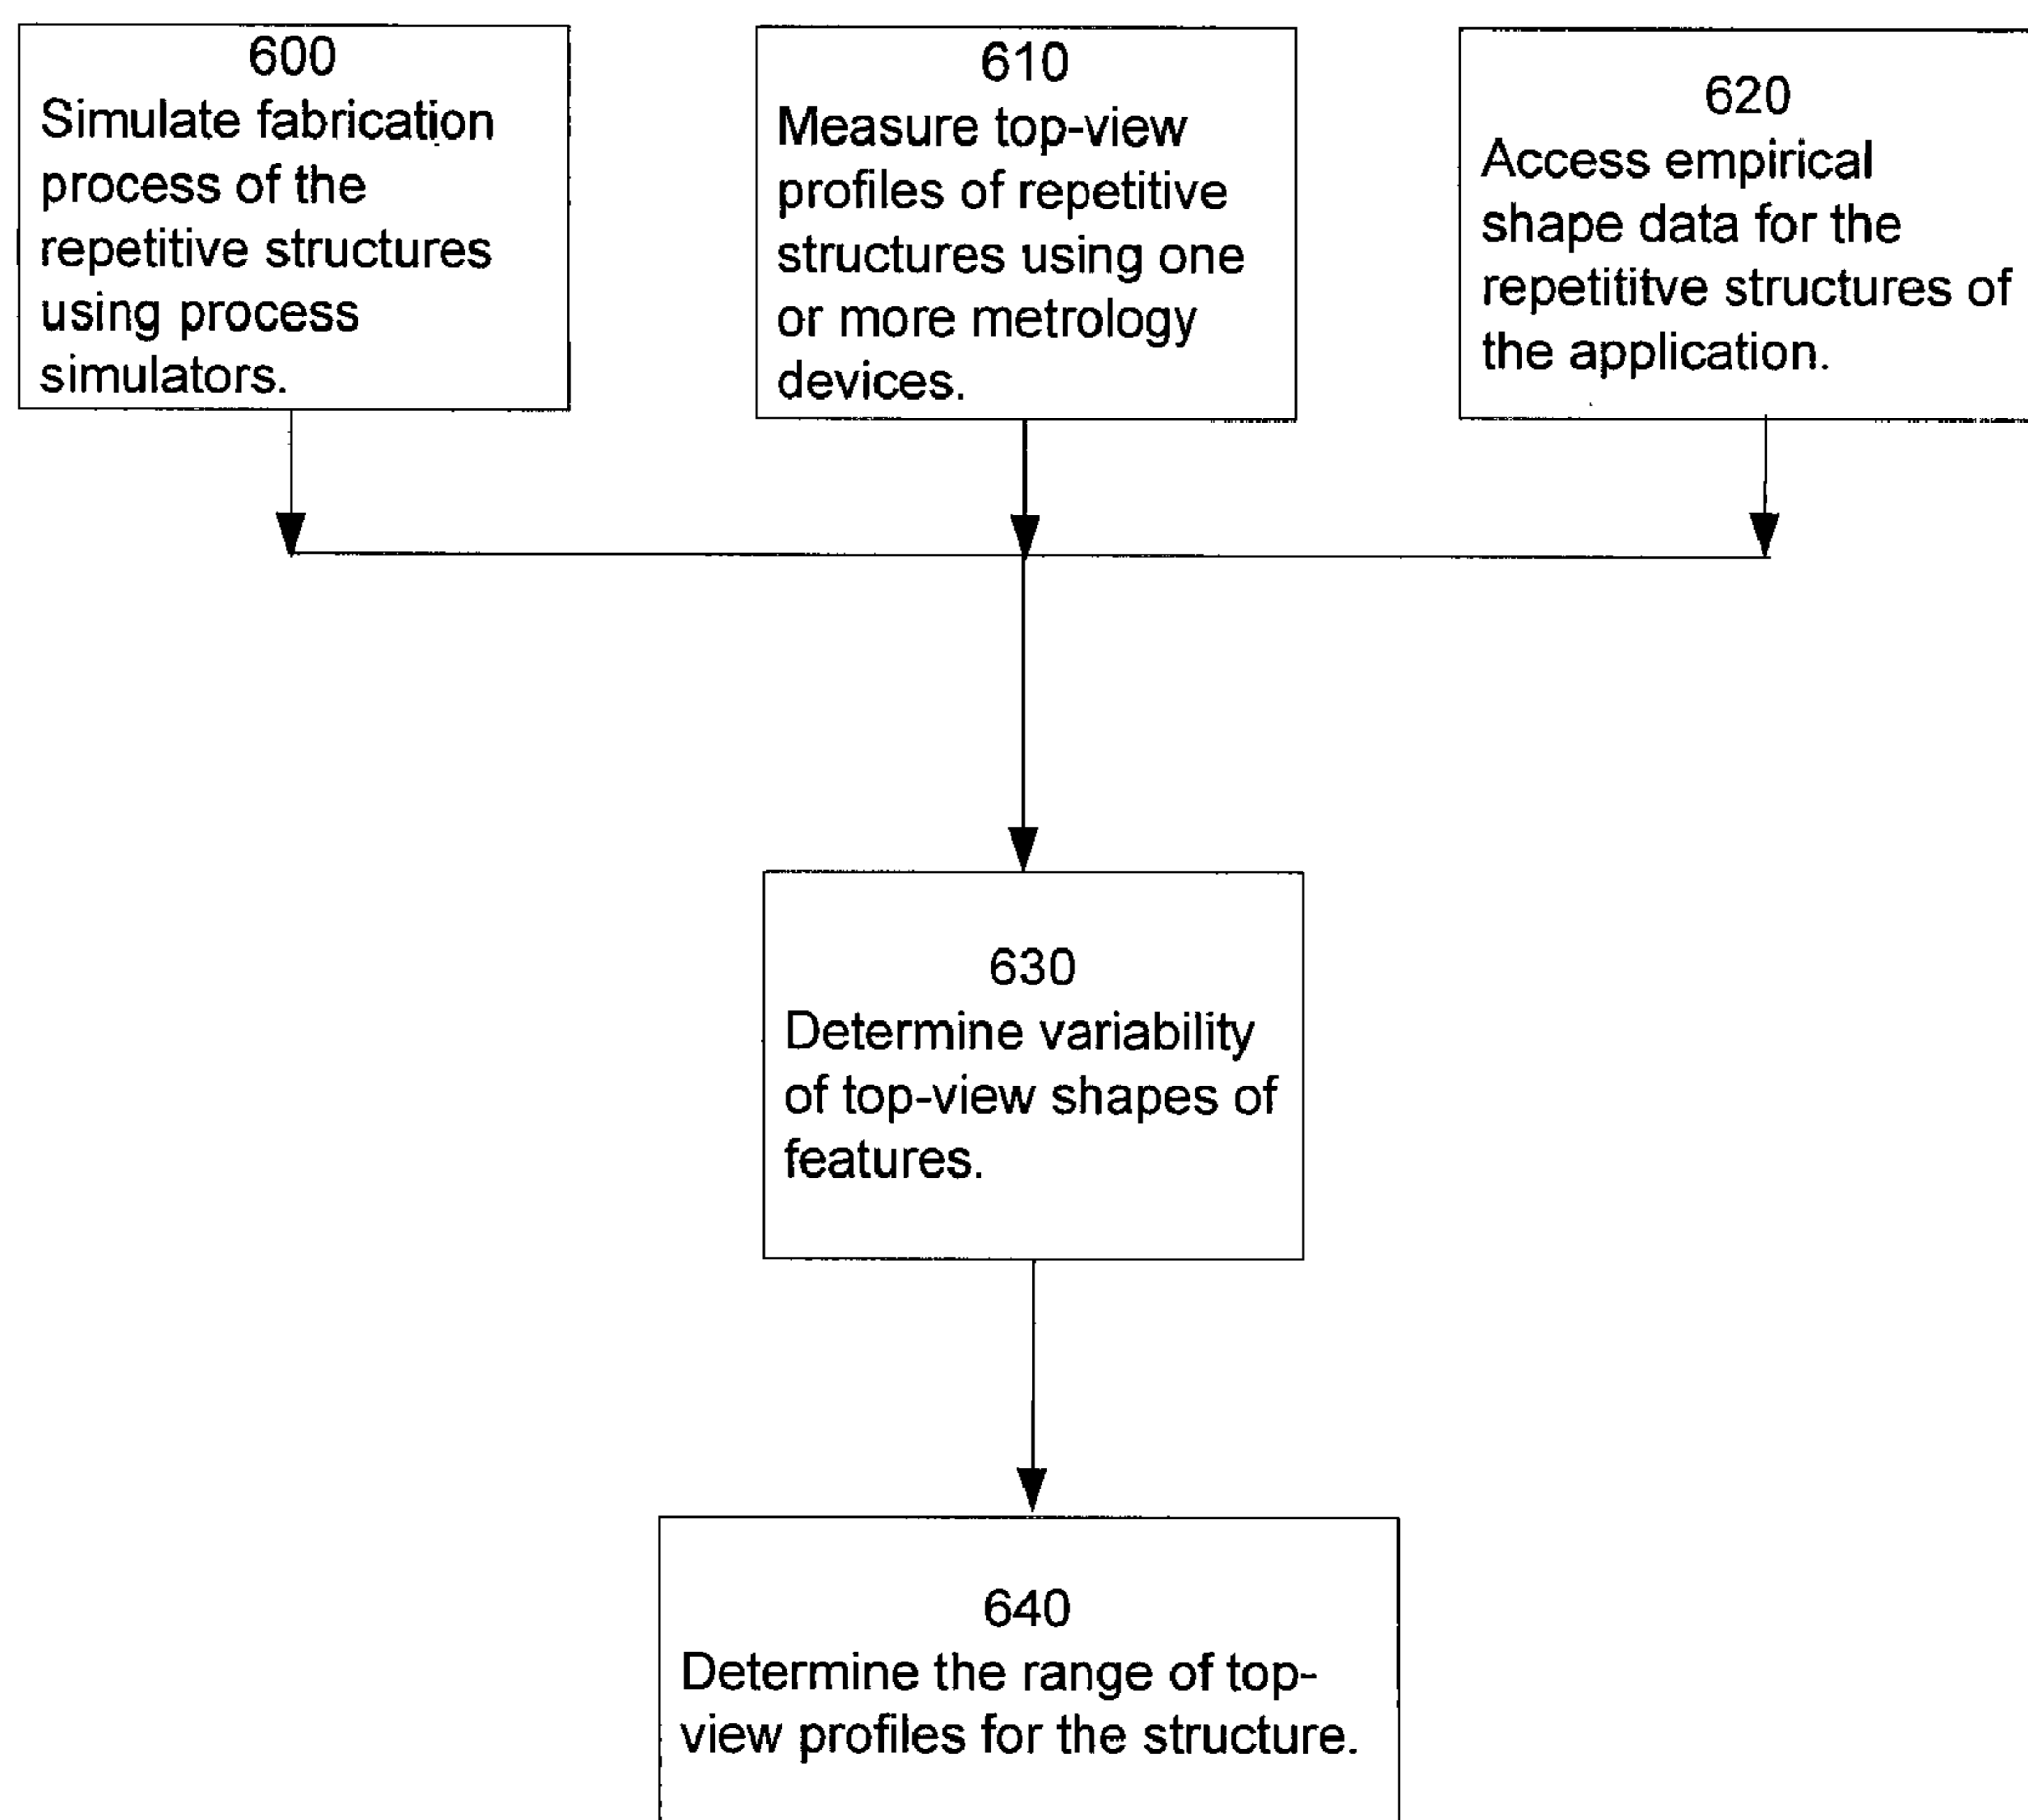 600
Simulate fabrication
process of the
repetitive structures
using process
simulators.
610
Measure top-view
profiles of repetitive
structures using one
or more metrology
devices.
620
Access empirical
shape data for the
repetititve structures of
the application.
630
Determine variability
of top-view shapes of
features.
640
Determine the range of top-
view profiles for the structure.